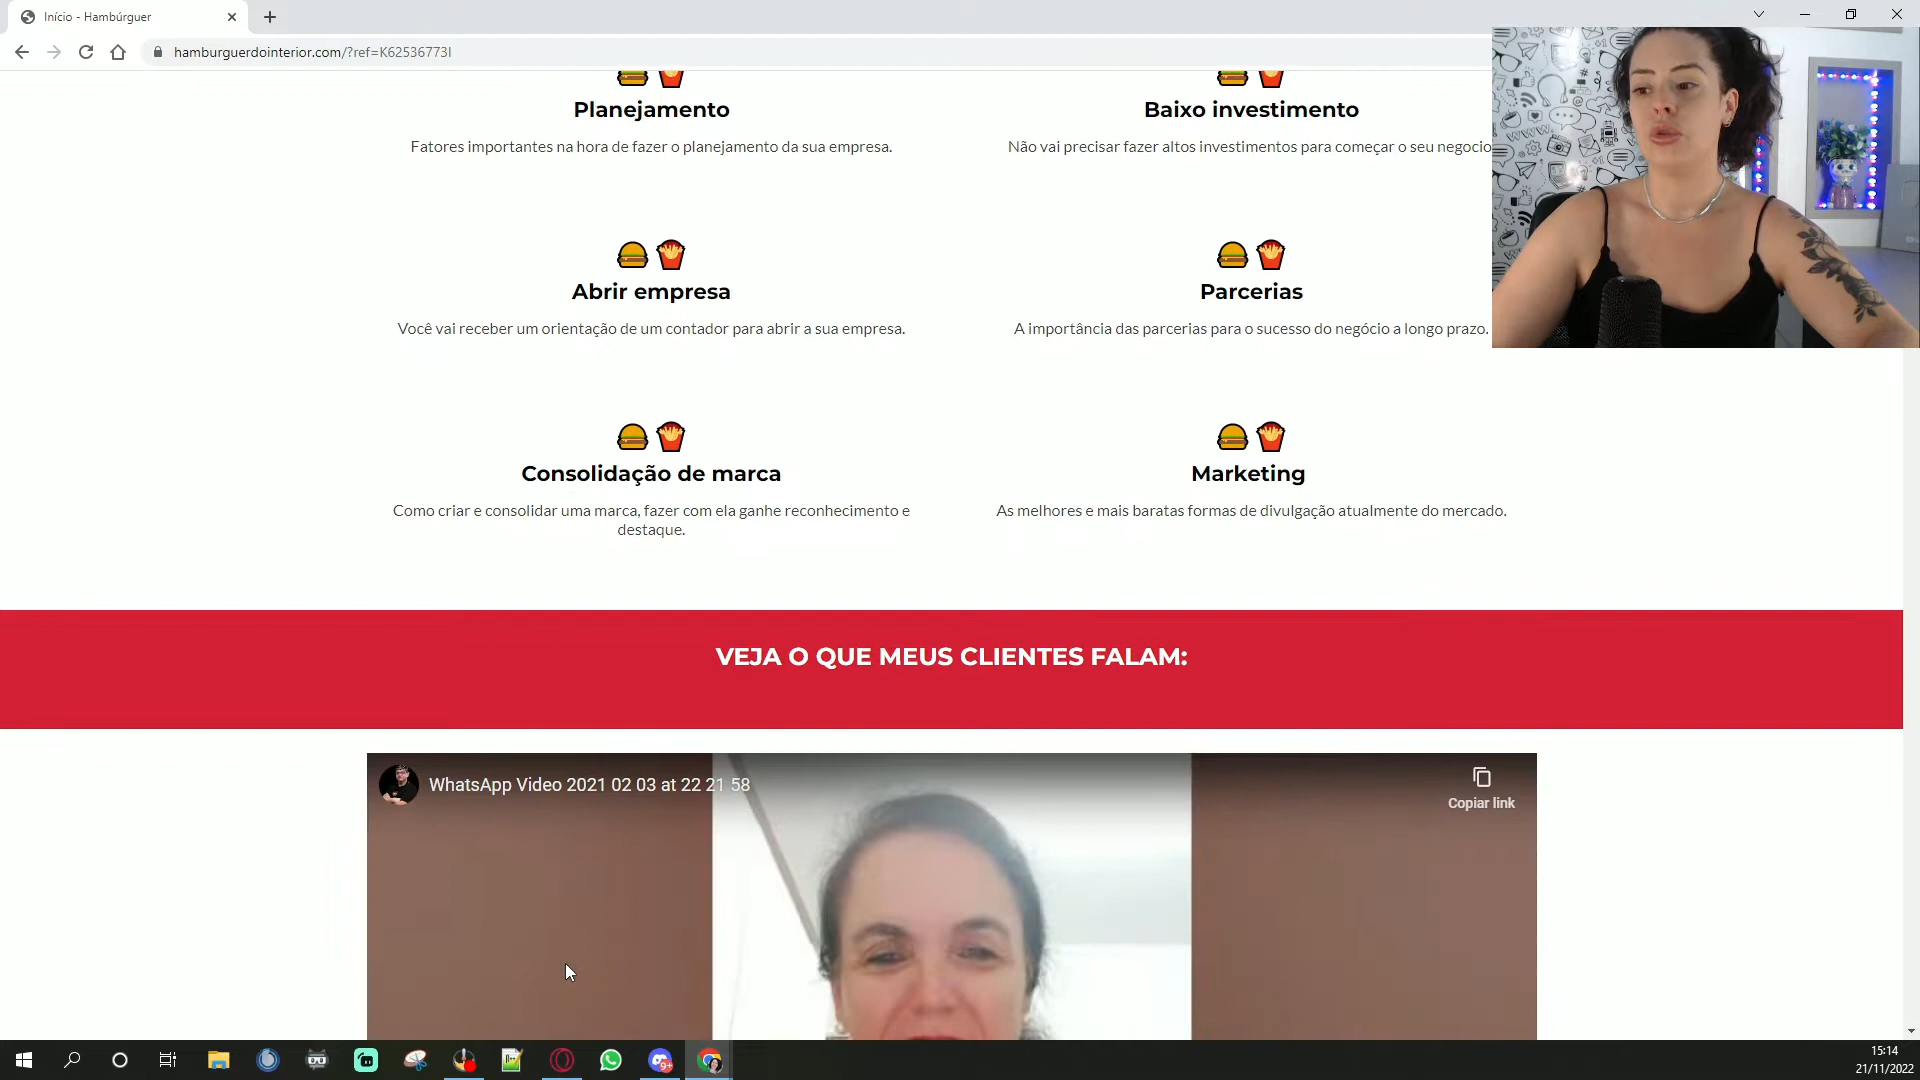 Início - Hambúrguer
hamburguerdointerior.com/?ref=K62536773I
Planejamento
Fatores importantes na hora de fazer o planejamento da sua empresa.
Baixo investimento
Não vai precisar fazer altos investimentos para começar o seu negocio
Abrir empresa
Você vai receber um orientação de um contador para abrir a sua empresa.
Parcerias
A importância das parcerias para o sucesso do negócio a longo prazo.
Consolidação de marca
Como criar e consolidar uma marca, fazer com ela ganhe reconhecimento e
destaque.
Marketing
As melhores e mais baratas formas de divulgação atualmente do mercado.
VEJA O QUE MEUS CLIENTES FALAM:
WhatsApp Video 2021 02 03 at 22 21 58
Copiar link
9+
15:14
21/11/2022